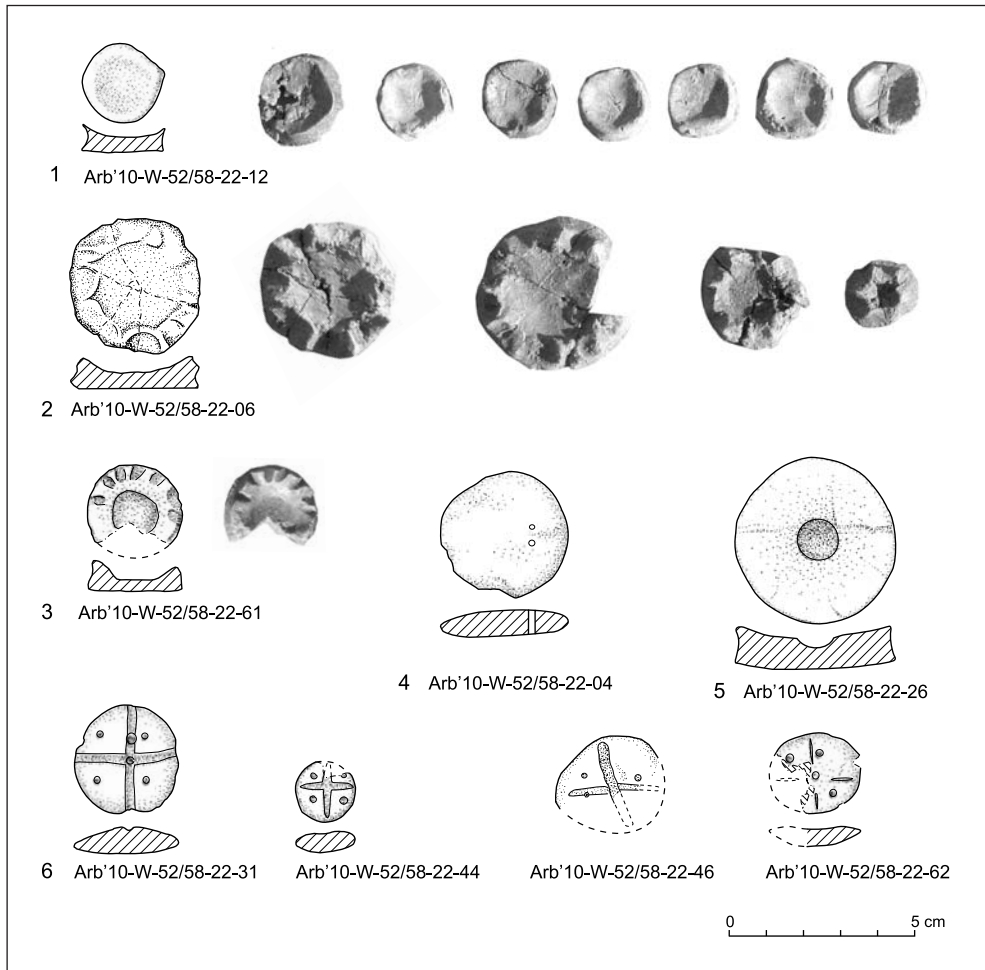 1 Arb'10-W-52/58-22-12
2 Arb'10-W-52/58-22-06
3 Arb'10-W-52/58-22-61
4 Arb'10-W-52/58-22-04
5 Arb'10-W-52/58-22-26
6 Arb'10-W-52/58-22-31 Arb'10-W-52/58-22-44 Arb'10-W-52/58-22-46 Arb'10-W-52/58-22-62
0 5 cm